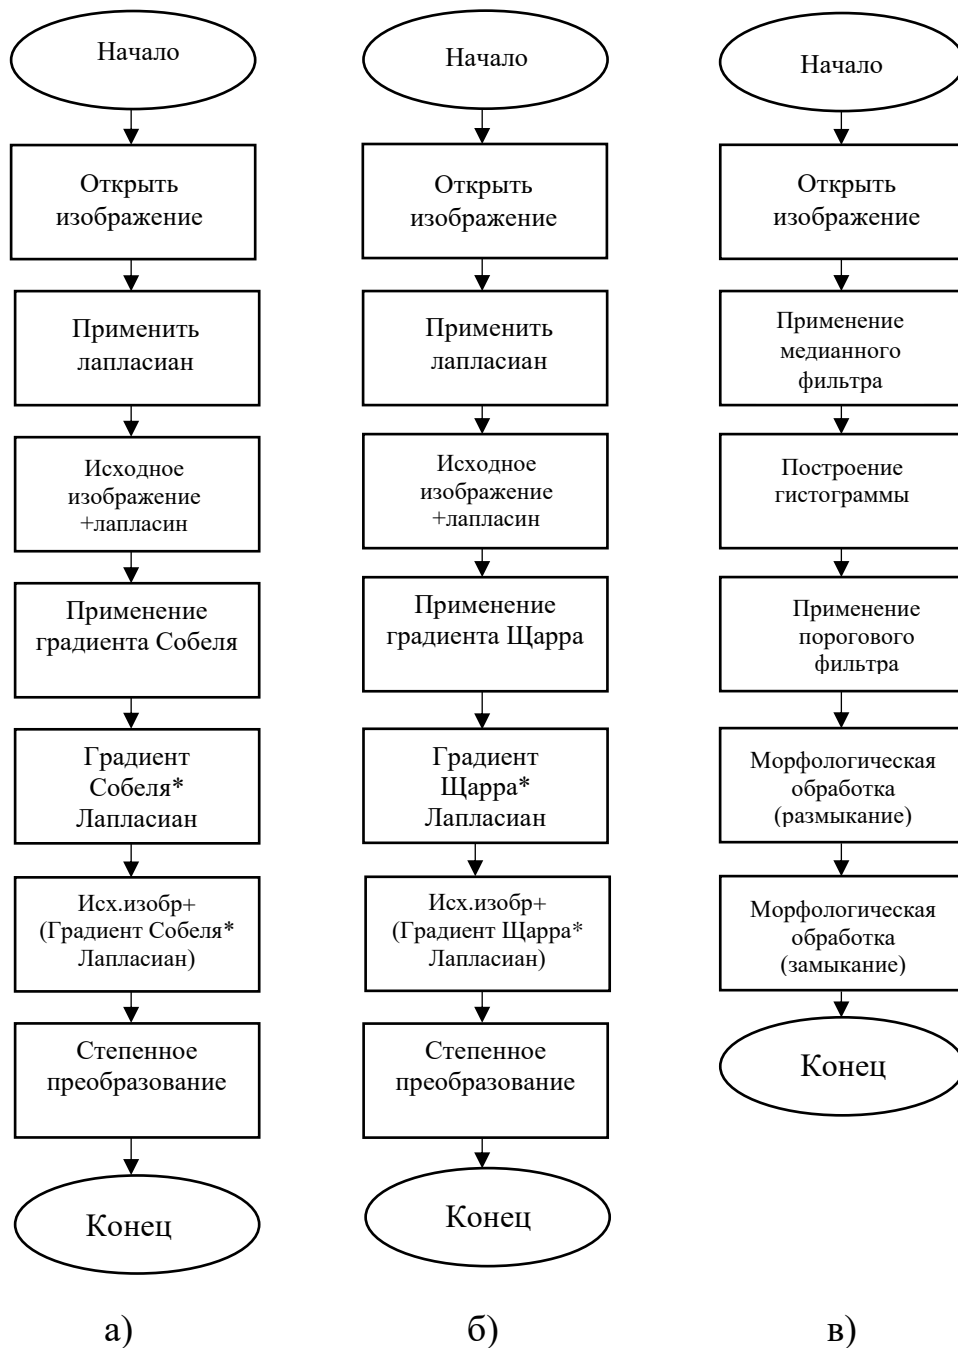 Начало
Открыть
изображение
Применить
лапласиан
Исходное
изображение
+лапласин
Применение
градиента Собеля
Градиент
Собеля*
Лапласиан
Исх.изобр+
(Градиент Собеля*
Лапласиан)
Степенное
преобразование
Конец
а)
Начало
Открыть
изображение
Применить
лапласиан
Исходное
изображение
+лапласин
Применение
градиента Щарра
Градиент
Щарра*
Лапласиан
Исх.изобр+
(Градиент Щарра*
Лапласиан)
Степенное
преобразование
Конец
б)
Начало
Открыть
изображение
Применение
медианного
фильтра
Построение
гистограммы
Применение
порогового
фильтра
Морфологическая
обработка
(размыкание)
Морфологическая
обработка
(замыкание)
Конец
в)